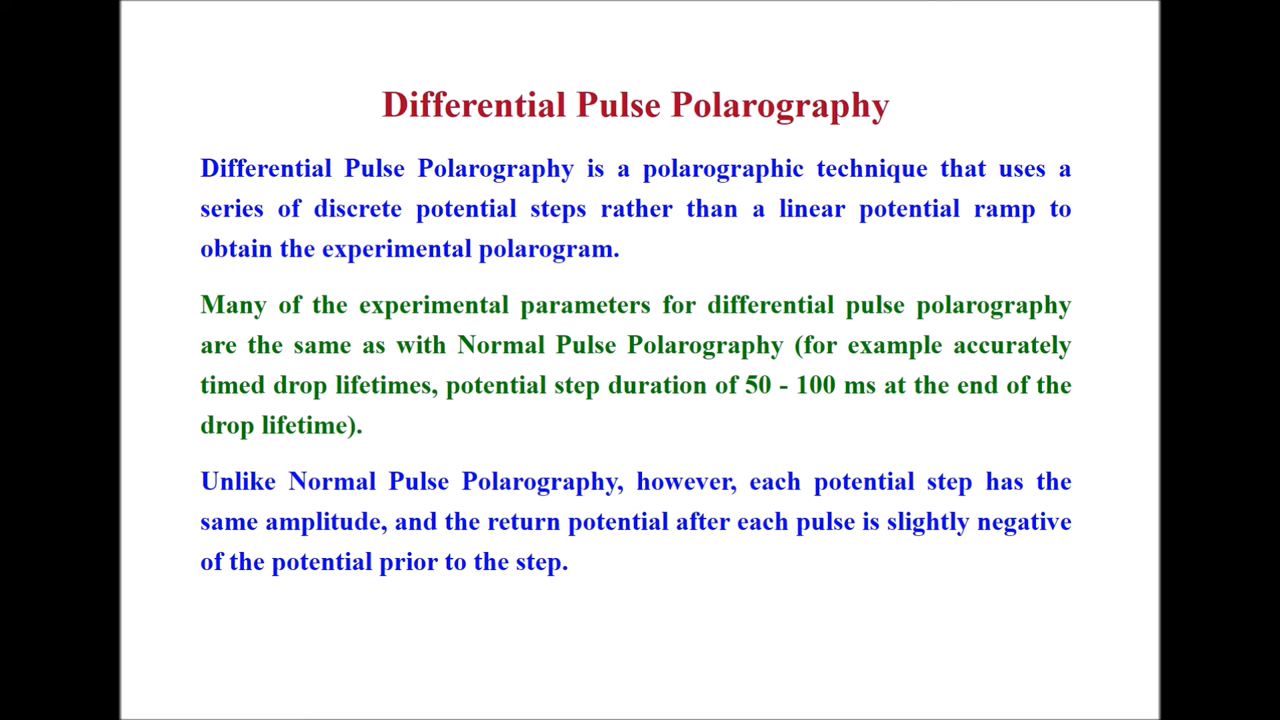 Differential Pulse Polarography
Differential Pulse Polarography is a polarographic technique that uses a
series of discrete potential steps rather than a linear potential ramp to
obtain the experimental polarogram.
Many of the experimental parameters for differential pulse polarography
are the same as with Normal Pulse Polarography (for example accurately
timed drop lifetimes, potential step duration of 50 - 100 ms at the end of the
drop lifetime).
Unlike Normal Pulse Polarography, however, each potential step has the
same amplitude, and the return potential after each pulse is slightly negative
of the potential prior to the step.